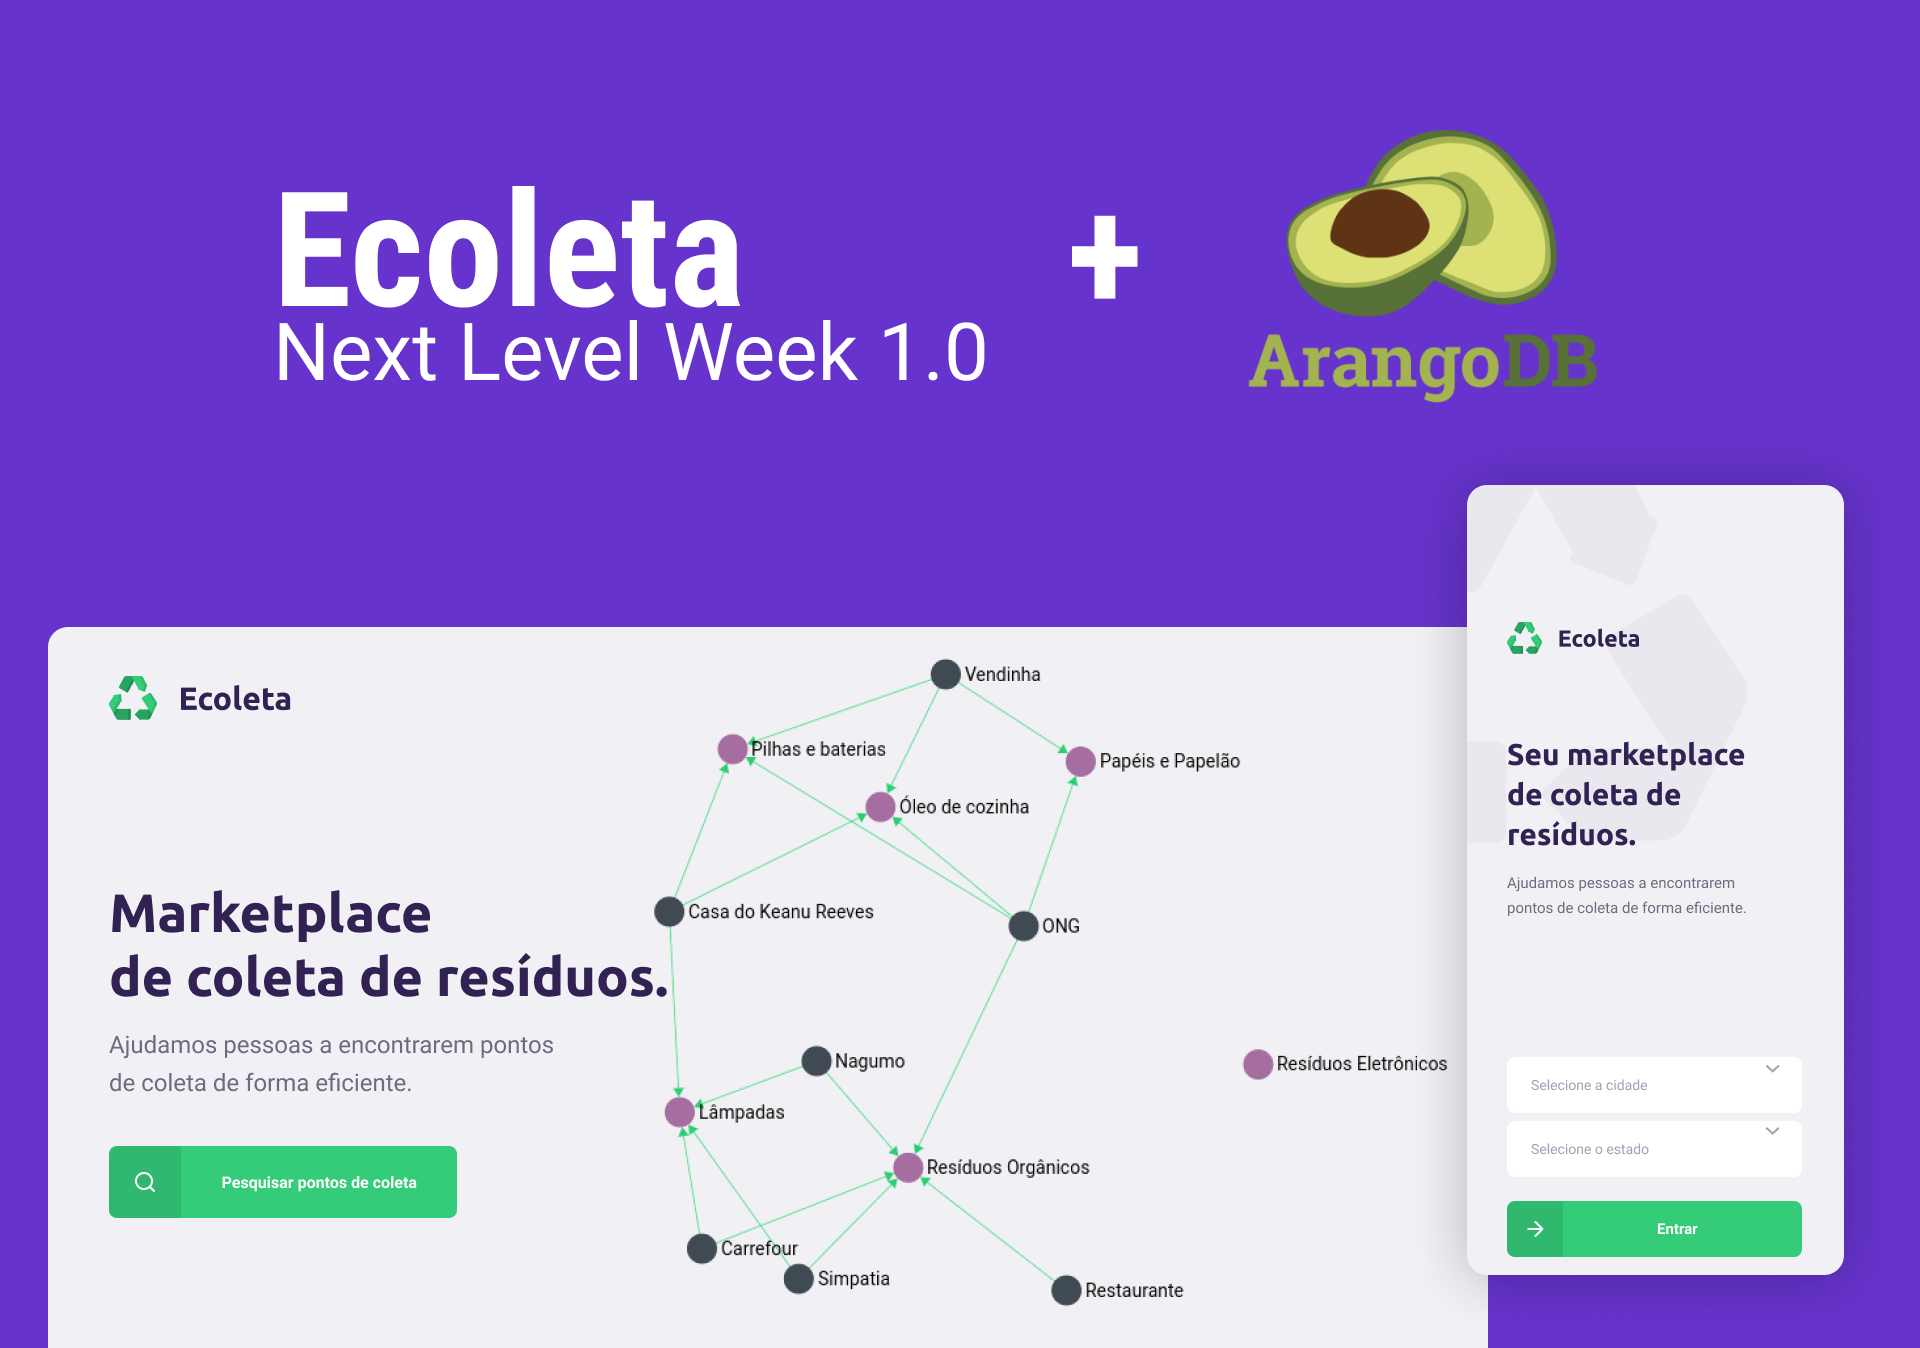 Ecoleta
Next Level Week 1.0
+
ArangoDB
Ecoleta
Marketplace
de coleta de resíduos.
Ajudamos pessoas a encontrarem pontos
de coleta de forma eficiente.
Pesquisar pontos de coleta
Vendinha
Pilhas e baterias
Papéis e Papelão
Óleo de cozinha
Casa do Keanu Reeves
ONG
Nagumo
Resíduos Eletrônicos
Lâmpadas
Resíduos Orgânicos
Carrefour
Simpatia
Restaurante
Ecoleta
Seu marketplace
de coleta de
resíduos.
Ajudamos pessoas a encontrarem
pontos de coleta de forma eficiente.
Selecione a cidade
Selecione o estado
Entrar